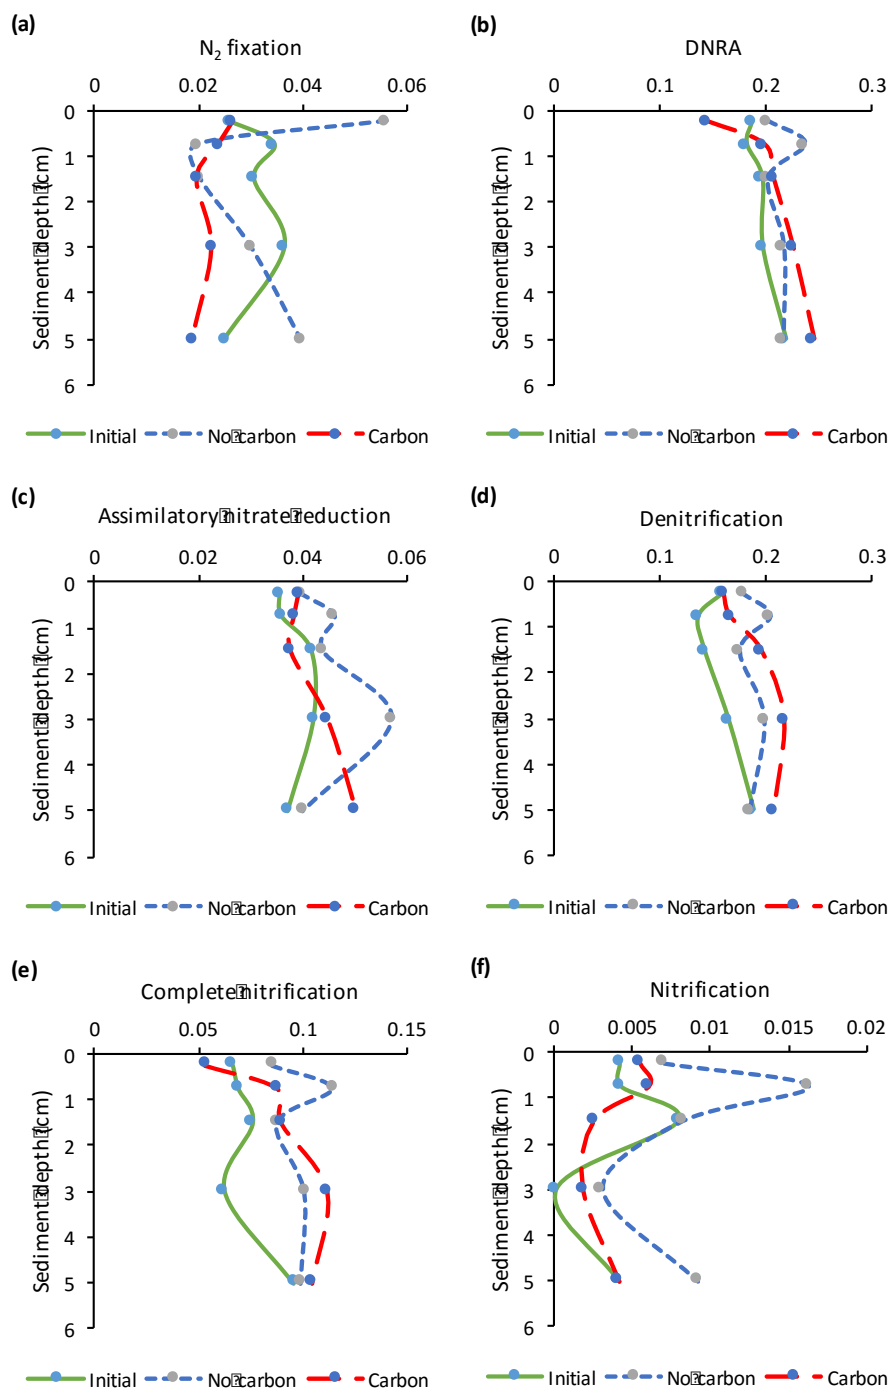 (a)
N₂ fixation
0 0.02 0.04 0.06
0
1
2
3
4
5
6
Sediment⍰depth⍰(cm)
Initial No⍰carbon Carbon
(b)
DNRA
0 0.1 0.2 0.3
0
1
2
3
4
5
6
Sediment⍰depth⍰(cm)
Initial No⍰carbon Carbon
(c)
Assimilatory⍰nitrate⍰reduction
0 0.02 0.04 0.06
0
1
2
3
4
5
6
Sediment⍰depth⍰(cm)
Initial No⍰carbon Carbon
(d)
Denitrification
0 0.1 0.2 0.3
0
1
2
3
4
5
6
Sediment⍰depth⍰(cm)
Initial No⍰carbon Carbon
(e)
Complete⍰nitrification
0 0.05 0.1 0.15
0
1
2
3
4
5
6
Sediment⍰depth⍰(cm)
Initial No⍰carbon Carbon
(f)
Nitrification
0 0.005 0.01 0.015 0.02
0
1
2
3
4
5
6
Sediment⍰depth⍰(cm)
Initial No⍰carbon Carbon